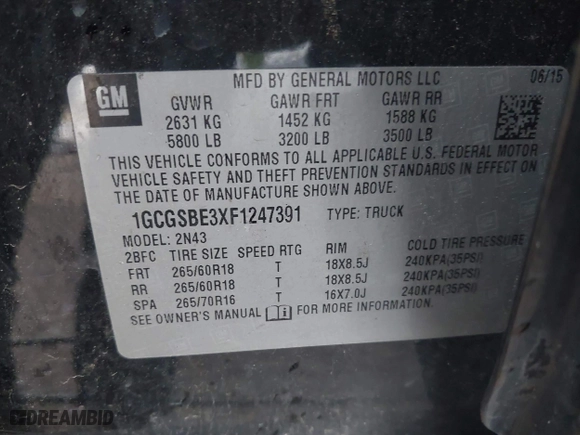 GM
MFD BY GENERAL MOTORS LLC 06/15
GVWR GAWR FRT GAWR RR
2631 KG 1452 KG 1588 KG
5800 LB 3200 LB 3500 LB
THIS VEHICLE CONFORMS TO ALL APPLICABLE U.S. FEDERAL MOTOR
VEHICLE SAFETY AND THEFT PREVENTION STANDARDS IN EFFECT ON
THE DATE OF MANUFACTURE SHOWN ABOVE.
1GCGSBE3XF1247391 TYPE: TRUCK
MODEL: 2N43
2BFC TIRE SIZE SPEED RTG RIM COLD TIRE PRESSURE
FRT 265/60R18 T 18X8.5J 240KPA(35PSI)
RR 265/60R18 T 18X8.5J 240KPA(35PSI)
SPA 265/70R16 T 16X7.0J 240KPA(35PSI)
SEE OWNER'S MANUAL FOR MORE INFORMATION.
DREAMBID